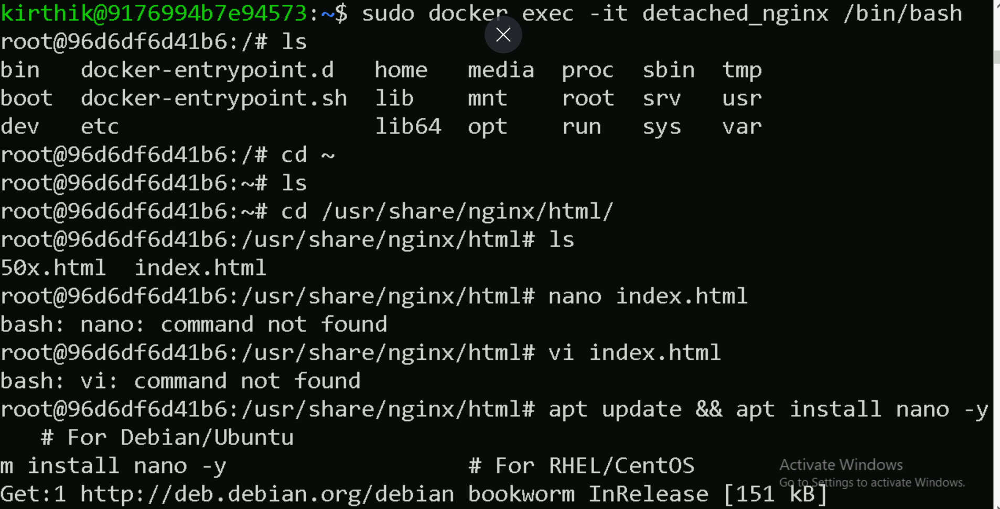 kirthik@9176994b7e94573:~$ sudo docker exec -it detached_nginx /bin/bash
root@96d6df6d41b6:/# ls
bin   docker-entrypoint.d   home   media  proc  sbin  tmp
boot  docker-entrypoint.sh  lib    mnt    root  srv   usr
dev   etc                   lib64  opt    run   sys   var
root@96d6df6d41b6:/# cd ~
root@96d6df6d41b6:~# ls
root@96d6df6d41b6:~# cd /usr/share/nginx/html/
root@96d6df6d41b6:/usr/share/nginx/html# ls
50x.html  index.html
root@96d6df6d41b6:/usr/share/nginx/html# nano index.html
bash: nano: command not found
root@96d6df6d41b6:/usr/share/nginx/html# vi index.html
bash: vi: command not found
root@96d6df6d41b6:/usr/share/nginx/html# apt update && apt install nano -y
   # For Debian/Ubuntu
m install nano -y                  # For RHEL/CentOS
Get:1 http://deb.debian.org/debian bookworm InRelease [151 kB]
Activate Windows
Go to Settings to activate Windows.